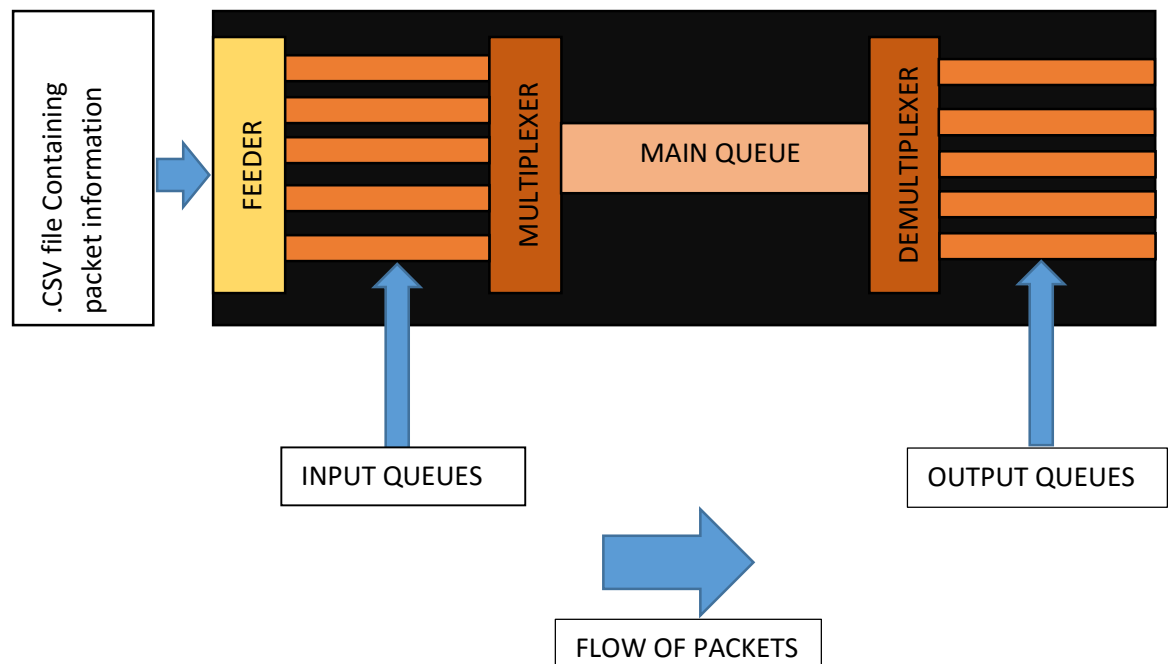 .CSV file Containing
packet information
FEEDER
MULTIPLEXER
MAIN QUEUE
DEMULTIPLEXER
INPUT QUEUES
OUTPUT QUEUES
FLOW OF PACKETS